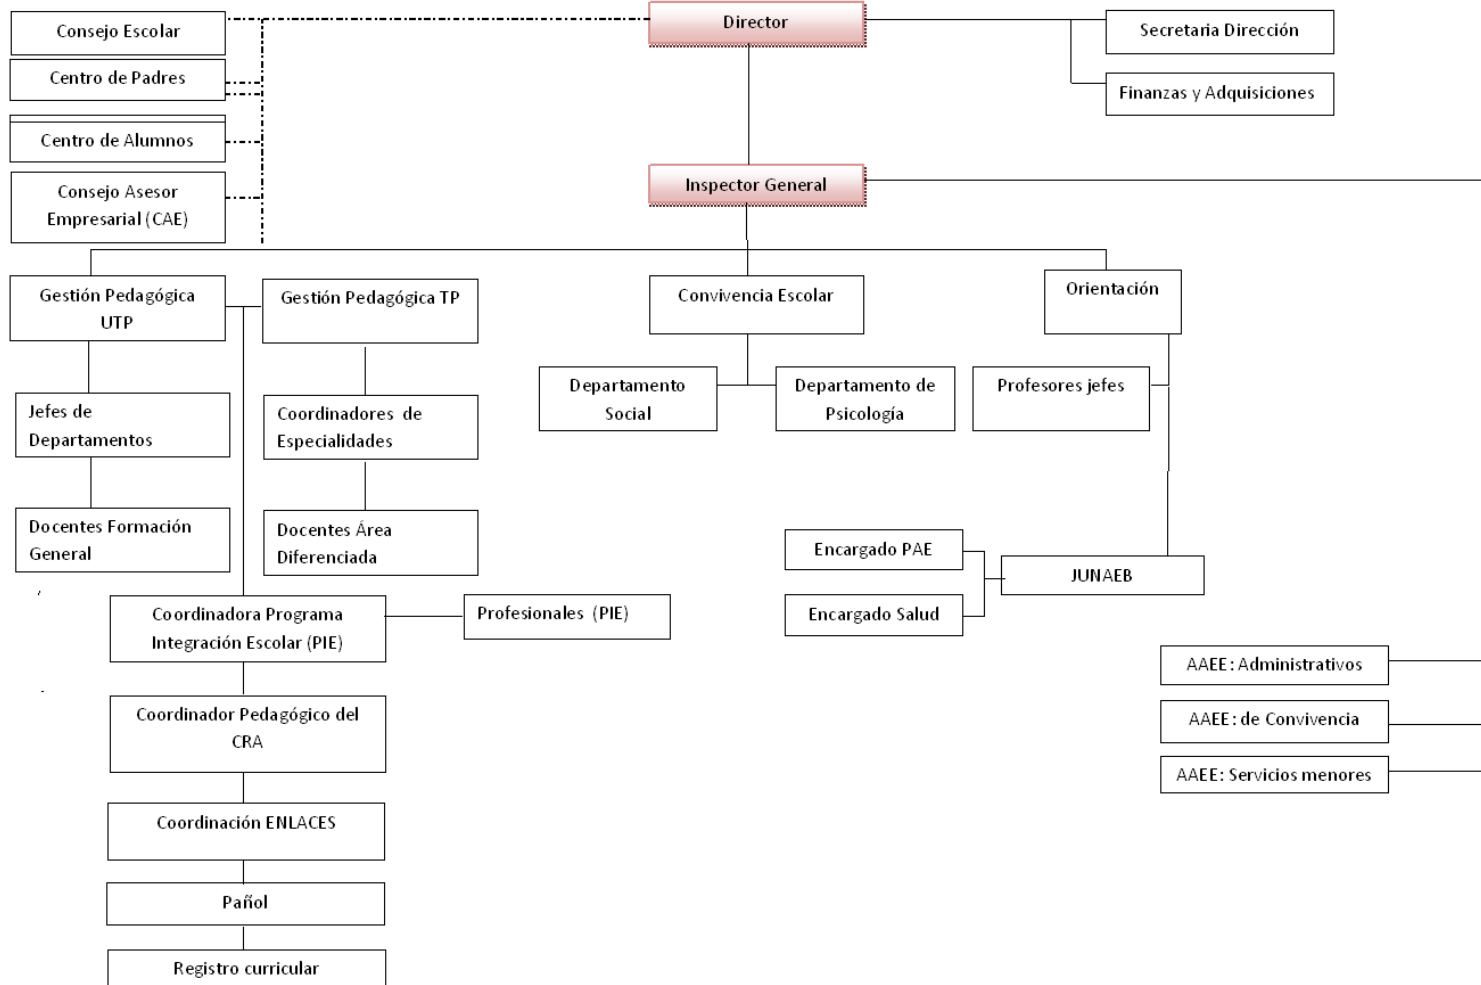 Consejo Escolar
Director
Secretaria Dirección
Centro de Padres
Finanzas y Adquisiciones
Centro de Alumnos
Consejo Asesor
Empresarial (CAE)
Inspector General
Gestión Pedagógica
UTP
Gestión Pedagógica TP
Convivencia Escolar
Orientación
Jefes de
Departamentos
Coordinadores de
Especialidades
Departamento
Social
Departamento de
Psicología
Profesores jefes
Docentes Formación
General
Docentes Área
Diferenciada
Encargado PAE
JUNAEB
Encargado Salud
Coordinadora Programa
Integración Escolar (PIE)
Profesionales (PIE)
AAEE: Administrativos
Coordinador Pedagógico del
CRA
AAEE: de Convivencia
AAEE: Servicios menores
Coordinación ENLACES
Pañol
Registro curricular